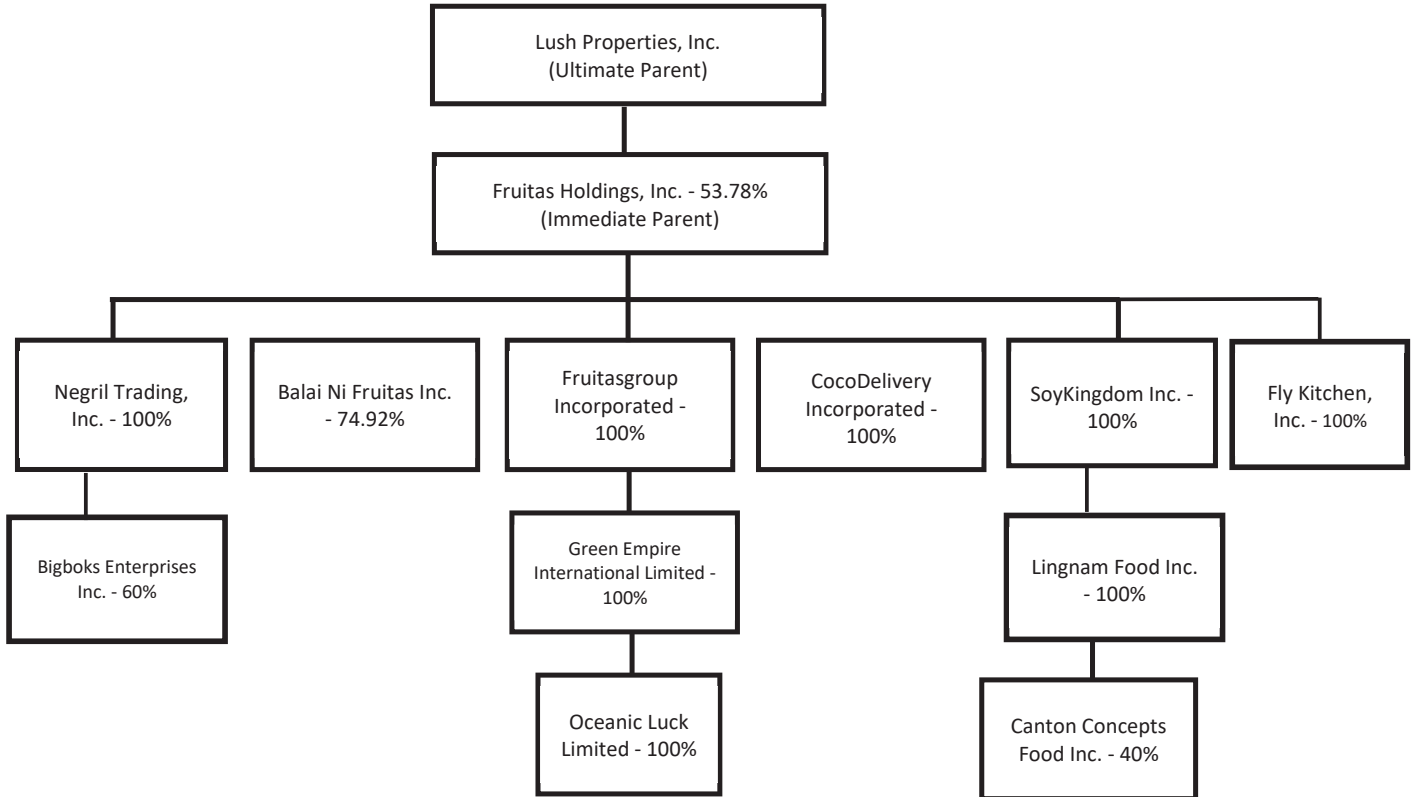 Lush Properties, Inc.
(Ultimate Parent)
Fruitas Holdings, Inc. - 53.78%
(Immediate Parent)
Negril Trading,
Inc. - 100%
Balai Ni Fruitas Inc.
- 74.92%
Fruitasgroup
Incorporated -
100%
CocoDelivery
Incorporated -
100%
SoyKingdom Inc. -
100%
Fly Kitchen,
Inc. - 100%
Bigboks Enterprises
Inc. - 60%
Green Empire
International Limited -
100%
Lingnam Food Inc.
- 100%
Oceanic Luck
Limited - 100%
Canton Concepts
Food Inc. - 40%